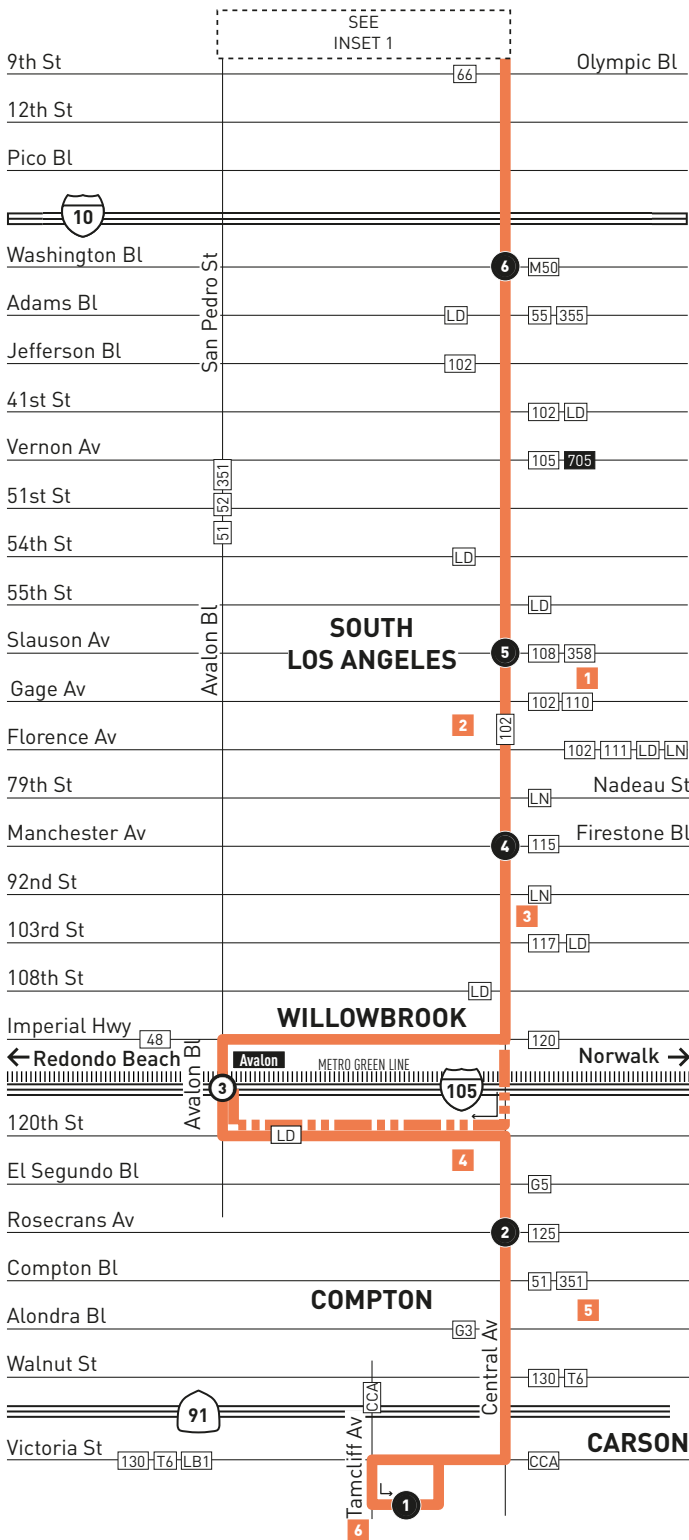 SEE
INSET 1
9th St
66
Olympic Bl
12th St
Pico Bl
10
Washington Bl
6
M50
San Pedro St
Adams Bl
LD
55 355
Jefferson Bl
102
41st St
102 LD
Vernon Av
105 705
51 52 351
51st St
54th St
LD
55th St
LD
Avalon Bl
SOUTH
LOS ANGELES
Slauson Av
5
108 358
1
Gage Av
102 110
2
102
Florence Av
102 111 LD LN
79th St
LN
Nadeau St
Manchester Av
4
115
Firestone Bl
92nd St
LN
3
103rd St
117 LD
108th St
LD
WILLOWBROOK
Imperial Hwy
48
120
← Redondo Beach
Avalon Bl
Avalon
METRO GREEN LINE
Norwalk →
3
105
120th St
LD
4
El Segundo Bl
G5
Rosecrans Av
2
125
Compton Bl
51 351
COMPTON
5
Alondra Bl
G3
Central Av
Walnut St
130 T6
CCA
91
Tamcliff Av
CARSON
Victoria St
130 T6 LB1
CCA
1
6